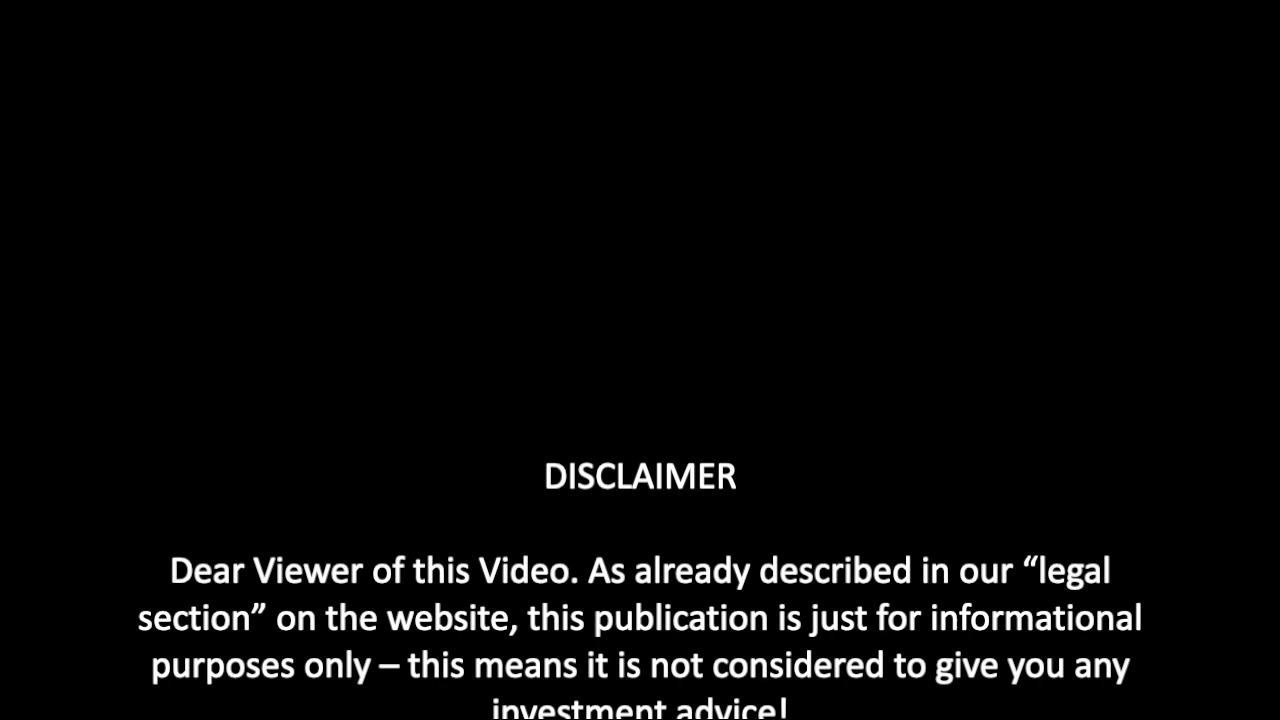 DISCLAIMER
Dear Viewer of this Video. As already described in our “legal
section” on the website, this publication is just for informational
purposes only – this means it is not considered to give you any
investment advice!